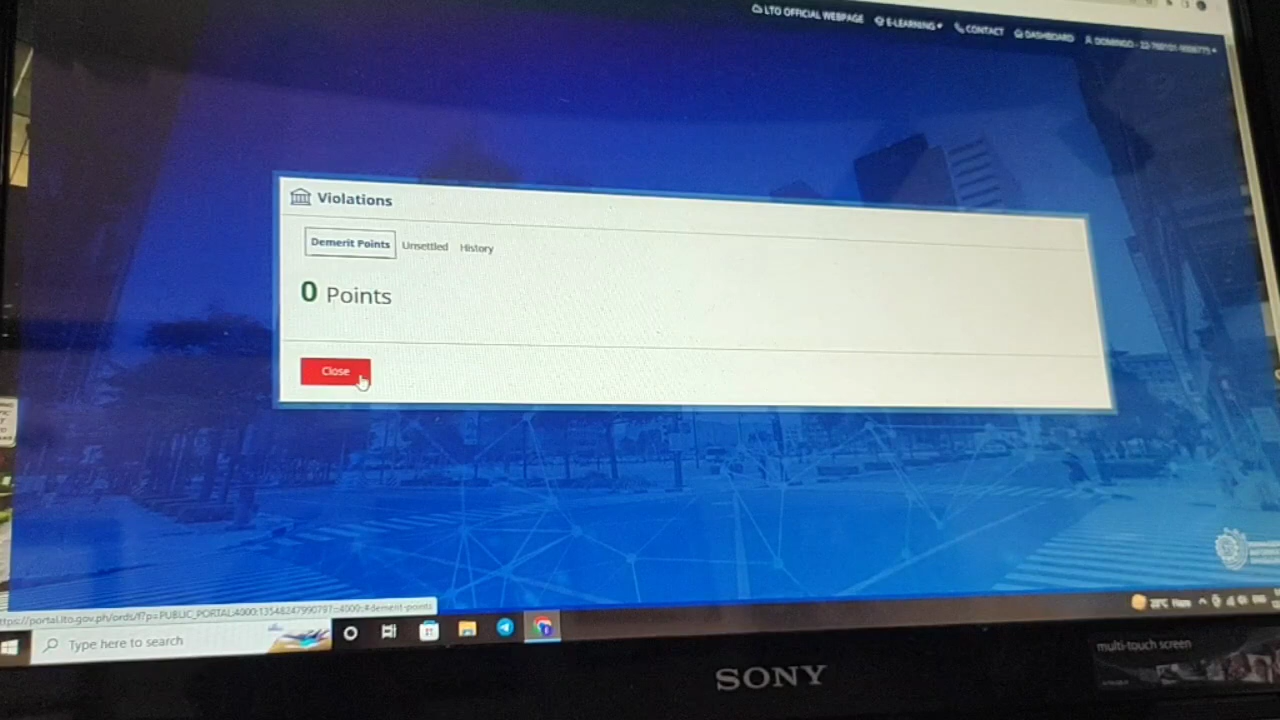 LTO OFFICIAL WEBPAGE E-LEARNING CONTACT DASHBOARD DOMINGO
Violations
Demerit Points Unsettled History
0 Points
Close
Type here to search
SONY
multi-touch screen